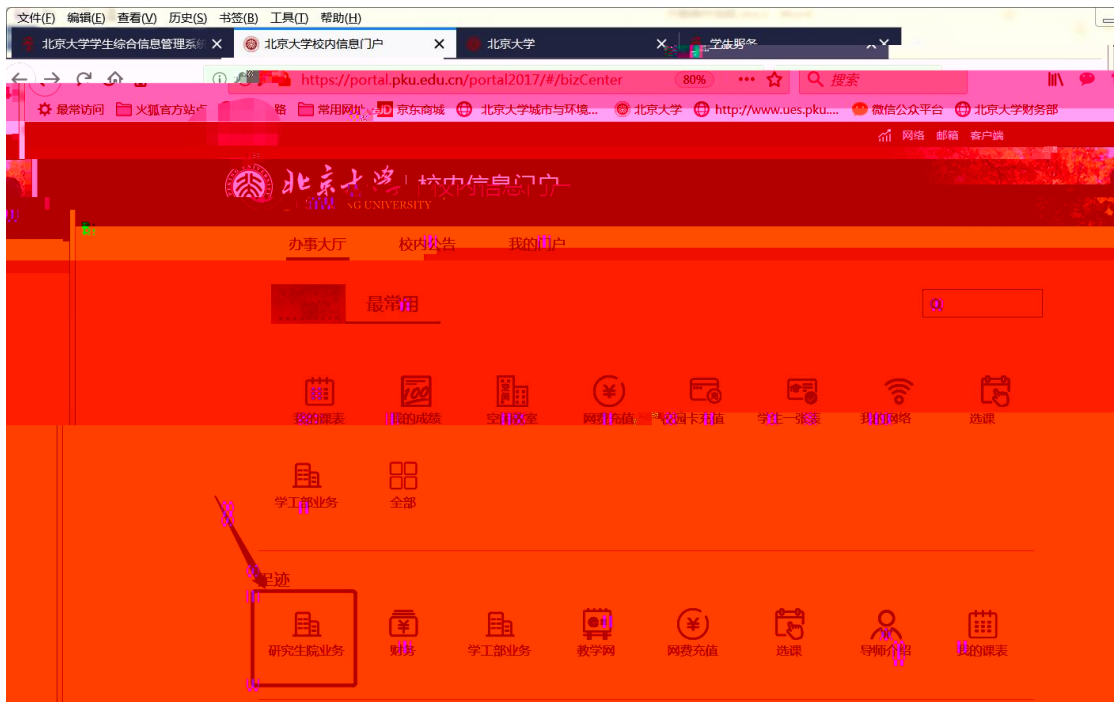 文件(F) 编辑(E) 查看(V) 历史(S) 书签(B) 工具(T) 帮助(H)
北京大学学生综合信息管理系统 北京大学校内信息门户 北京大学
https://portal.pku.edu.cn/portal2017/#/bizCenter 80% 搜索
最常访问 火狐官方站点 常用网址 JD 京东商城 北京大学城市与环境... 北京大学 http://www.ues.pku.... 微信公众平台 北京大学财务部
网络 邮箱 客户端
北京大学 校内信息门户
UNIVERSITY
办事大厅 校内公告 我的门户
最常用
我的课表 我的成绩 空闲教室 网费充值 校园卡充值 学生一张表 我的网络 选课
学工部业务 全部
足迹
研究生院业务 财务 学工部业务 教学网 网费充值 选课 导师介绍 我的课表